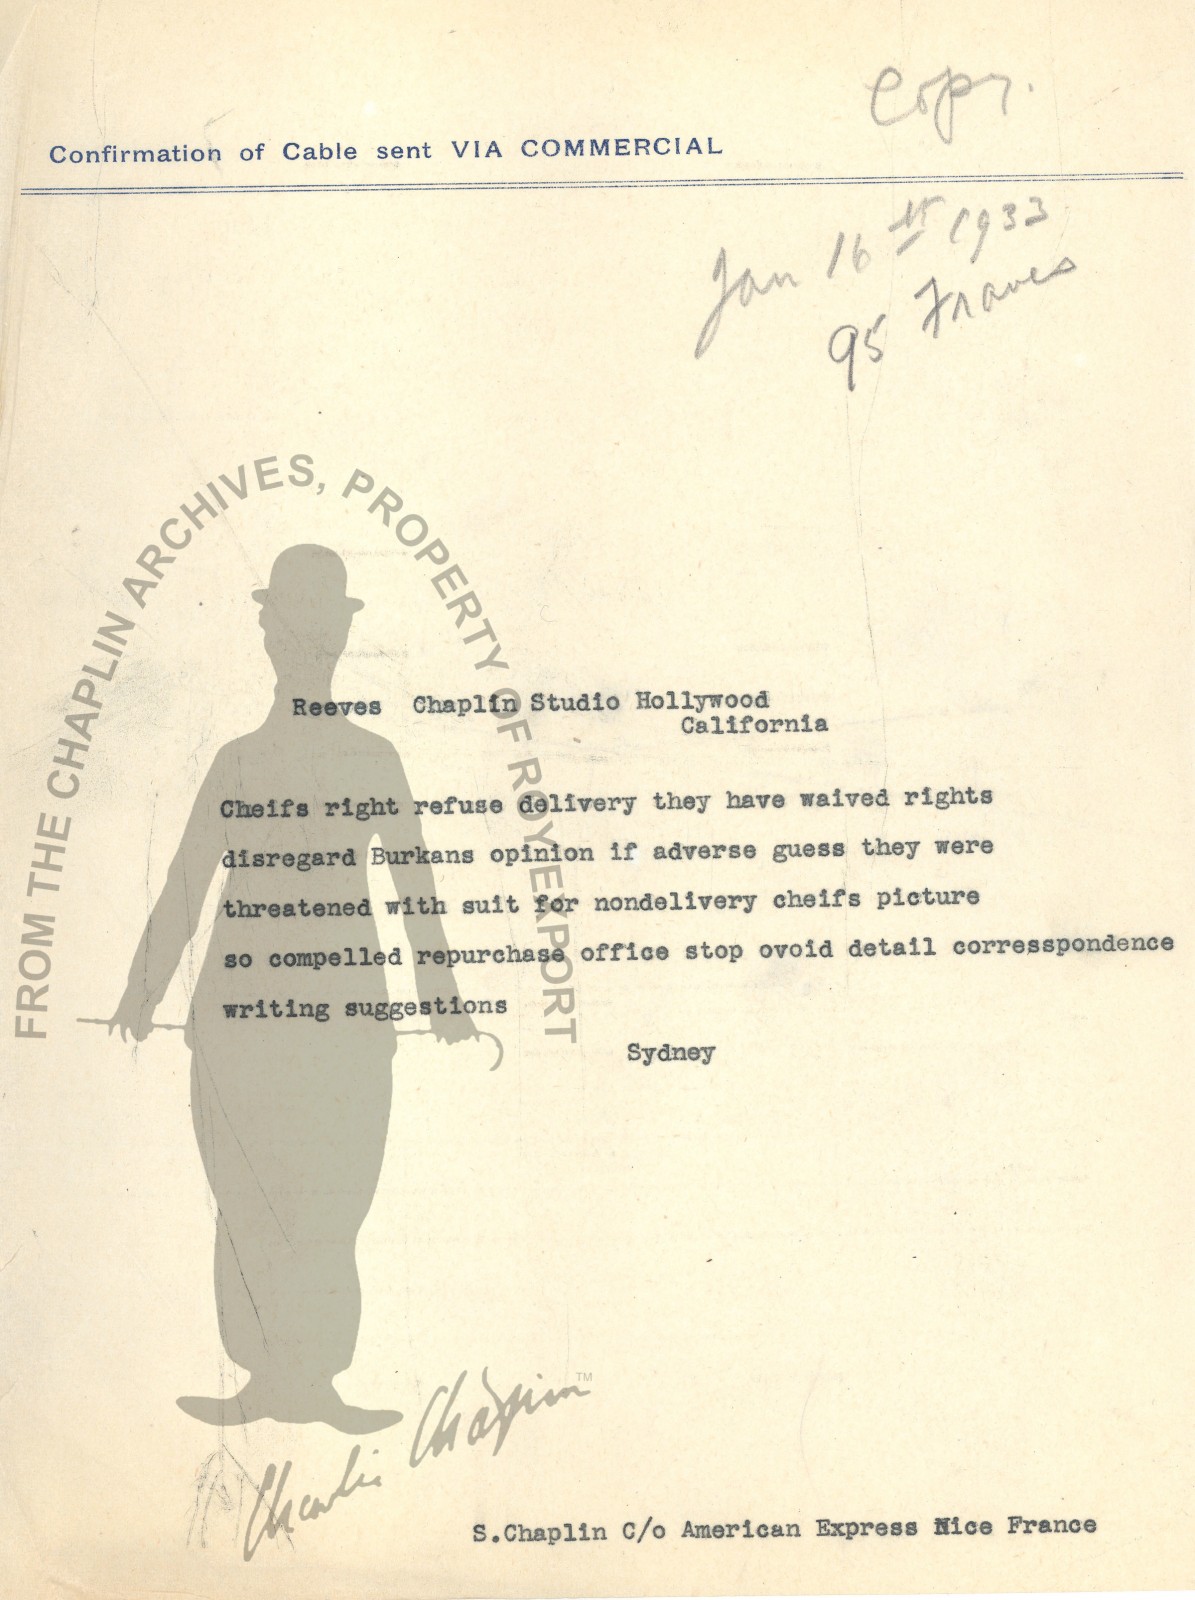 Copy.
Confirmation of Cable sent VIA COMMERCIAL
Jan 16th 1933
95 Francs
FROM THE CHAPLIN ARCHIVES, PROPERTY OF ROY EXPORT
Reeves Chaplin Studio Hollywood
California
Cheifs right refuse delivery they have waived rights
disregard Burkans opinion if adverse guess they were
threatened with suit for nondelivery cheifs picture
so compelled repurchase office stop ovoid detail corresspondence
writing suggestions
Sydney
Charlie Chaplin™
S.Chaplin C/o American Express Nice France